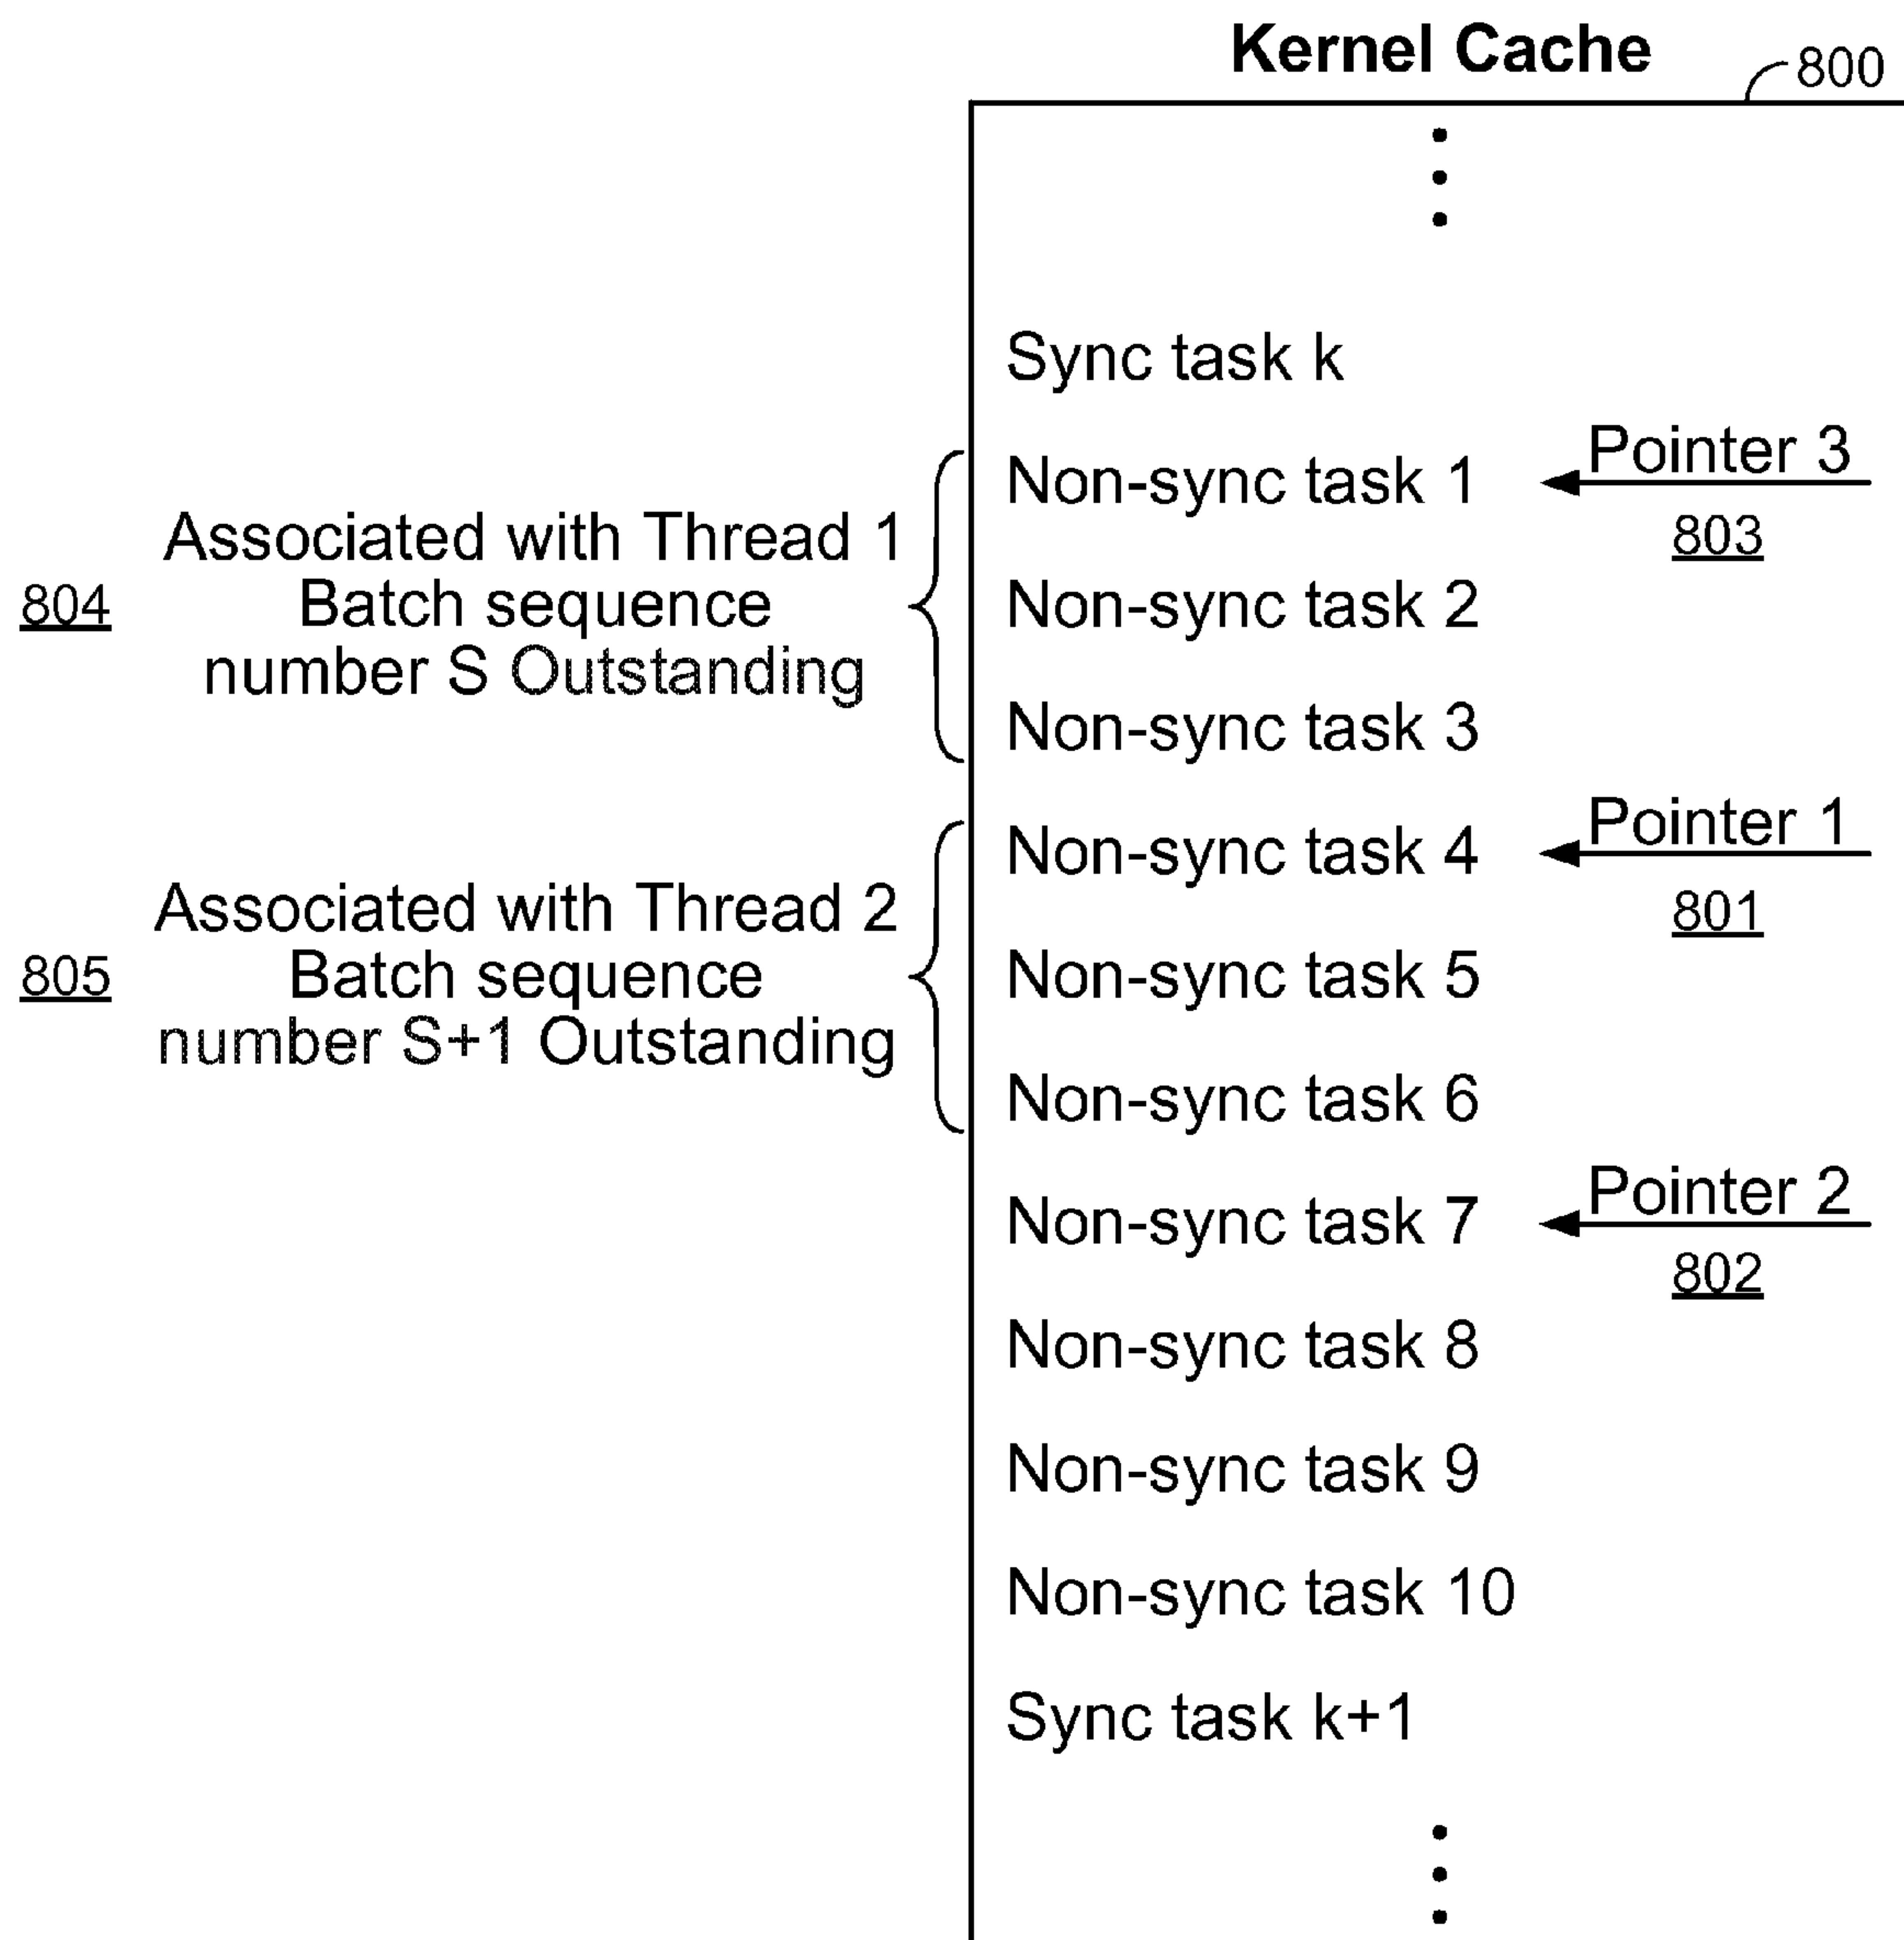 Kernel Cache
800
Sync task k
Non-sync task 1
Pointer 3
803
Associated with Thread 1
804
Batch sequence
number S Outstanding
Non-sync task 2
Non-sync task 3
Non-sync task 4
Pointer 1
801
Associated with Thread 2
805
Batch sequence
number S+1 Outstanding
Non-sync task 5
Non-sync task 6
Non-sync task 7
Pointer 2
802
Non-sync task 8
Non-sync task 9
Non-sync task 10
Sync task k+1